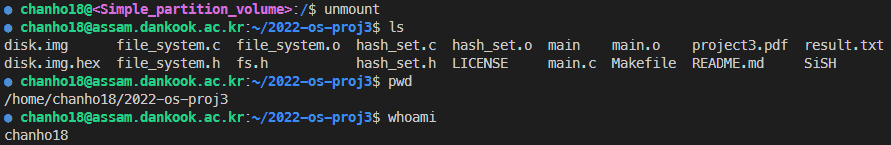 chanho18@<Simple_partition_volume>:/$ unmount
chanho18@assam.dankook.ac.kr:~/2022-os-proj3$ ls
disk.img file_system.c file_system.o hash_set.c hash_set.o main main.o project3.pdf result.txt
disk.img.hex file_system.h fs.h hash_set.h LICENSE main.c Makefile README.md SiSH
chanho18@assam.dankook.ac.kr:~/2022-os-proj3$ pwd
/home/chanho18/2022-os-proj3
chanho18@assam.dankook.ac.kr:~/2022-os-proj3$ whoami
chanho18